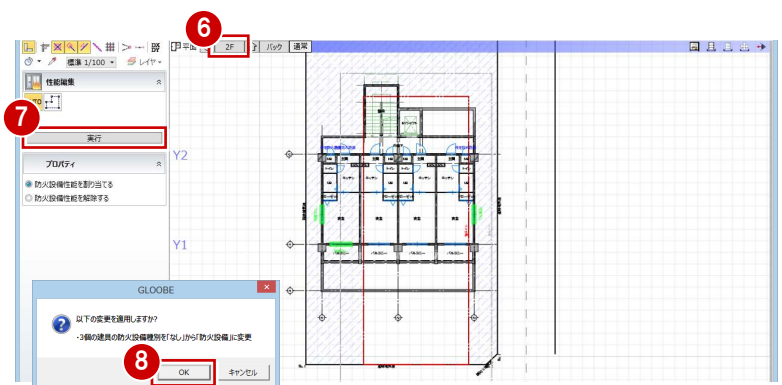 6
平面
2F
バック
通常
標準 1/100
レイヤ
性能編集
7
実行
プロパティ
防火設備性能を割り当てる
防火設備性能を解除する
Y2
Y1
GLOOBE
以下の変更を適用しますか?
・3個の建具の防火設備種別を「なし」から「防火設備」に変更
8
OK
キャンセル